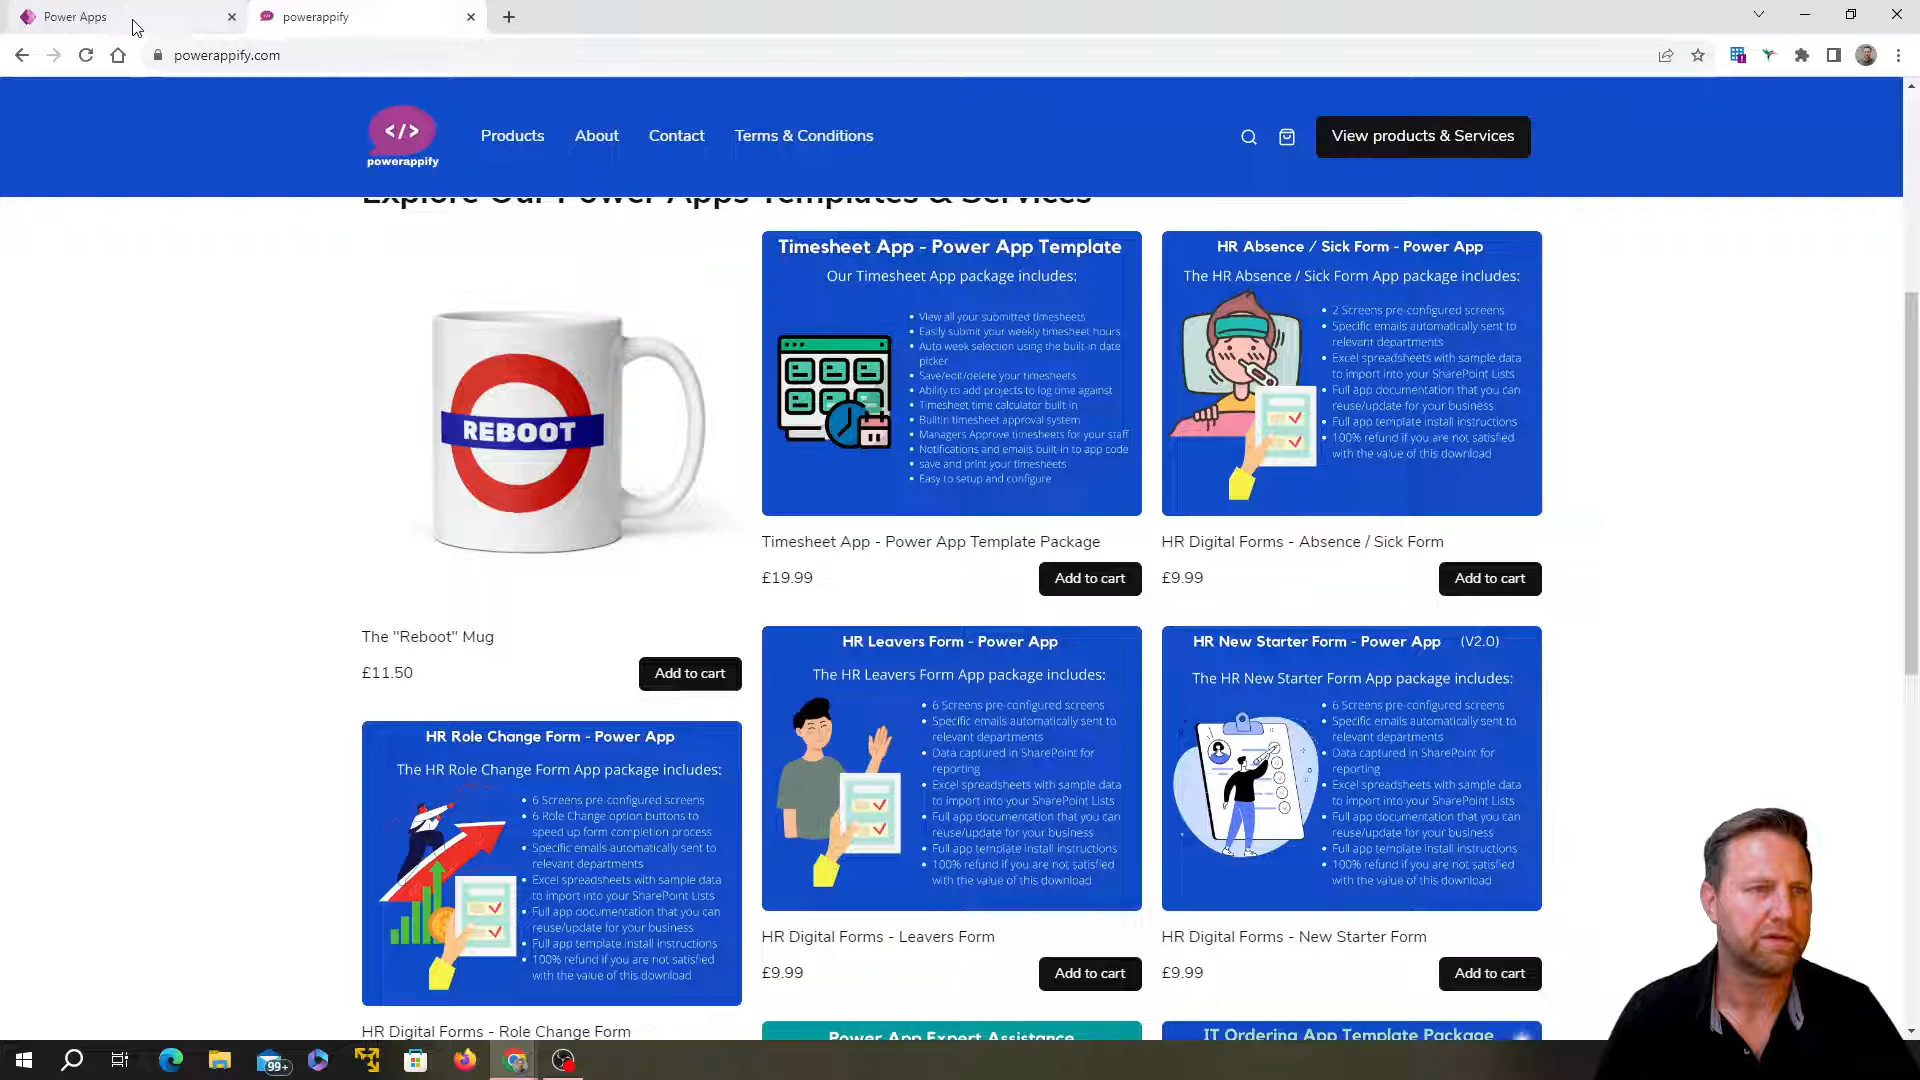 Power Apps
powerappify
powerappify.com
</>
powerappify
Products
About
Contact
Terms & Conditions
View products & Services
Explore Our Power Apps Templates & Services
REBOOT
The "Reboot" Mug
£11.50
Add to cart
Timesheet App - Power App Template
Our Timesheet App package includes:
View all your submitted timesheets
Easily submit your weekly timesheet hours
Auto week selection using the built-in date
picker
Save/edit/delete your timesheets
Ability to add projects to log time against
Timesheet time calculator built in
Builtin timesheet approval system
Managers Approve timesheets for your staff
Notifications and emails built-in to app code
save and print your timesheets
Easy to setup and configure
Timesheet App - Power App Template Package
£19.99
Add to cart
HR Absence / Sick Form - Power App
The HR Absence / Sick Form App package includes:
2 Screens pre-configured screens
Specific emails automatically sent to
relevant departments
Excel spreadsheets with sample data
to import into your SharePoint Lists
Full app documentation that you can
reuse/update for your business
Full app template install instructions
100% refund if you are not satisfied
with the value of this download
HR Digital Forms - Absence / Sick Form
£9.99
Add to cart
HR Role Change Form - Power App
The HR Role Change Form App package includes:
6 Screens pre-configured screens
6 Role Change option buttons to
speed up form completion process
Specific emails automatically sent to
relevant departments
Excel spreadsheets with sample data
to import into your SharePoint Lists
Full app documentation that you can
reuse/update for your business
Full app template install instructions
100% refund if you are not satisfied
with the value of this download
HR Digital Forms - Role Change Form
HR Leavers Form - Power App
The HR Leavers Form App package includes:
6 Screens pre-configured screens
Specific emails automatically sent to
relevant departments
Data captured in SharePoint for
reporting
Excel spreadsheets with sample data
to import into your SharePoint Lists
Full app documentation that you can
reuse/update for your business
Full app template install instructions
100% refund if you are not satisfied
with the value of this download
HR Digital Forms - Leavers Form
£9.99
Add to cart
HR New Starter Form - Power App (V2.0)
The HR New Starter Form App package includes:
6 Screens pre-configured screens
Specific emails automatically sent to
relevant departments
Data captured in SharePoint for
reporting
Excel spreadsheets with sample data
to import into your SharePoint Lists
Full app documentation that you can
reuse/update for your business
Full app template install instructions
100% refund if you are not satisfied
with the value of this download
HR Digital Forms - New Starter Form
£9.99
Add to cart
Power App Expert Assistance
IT Ordering App Template Package
99+